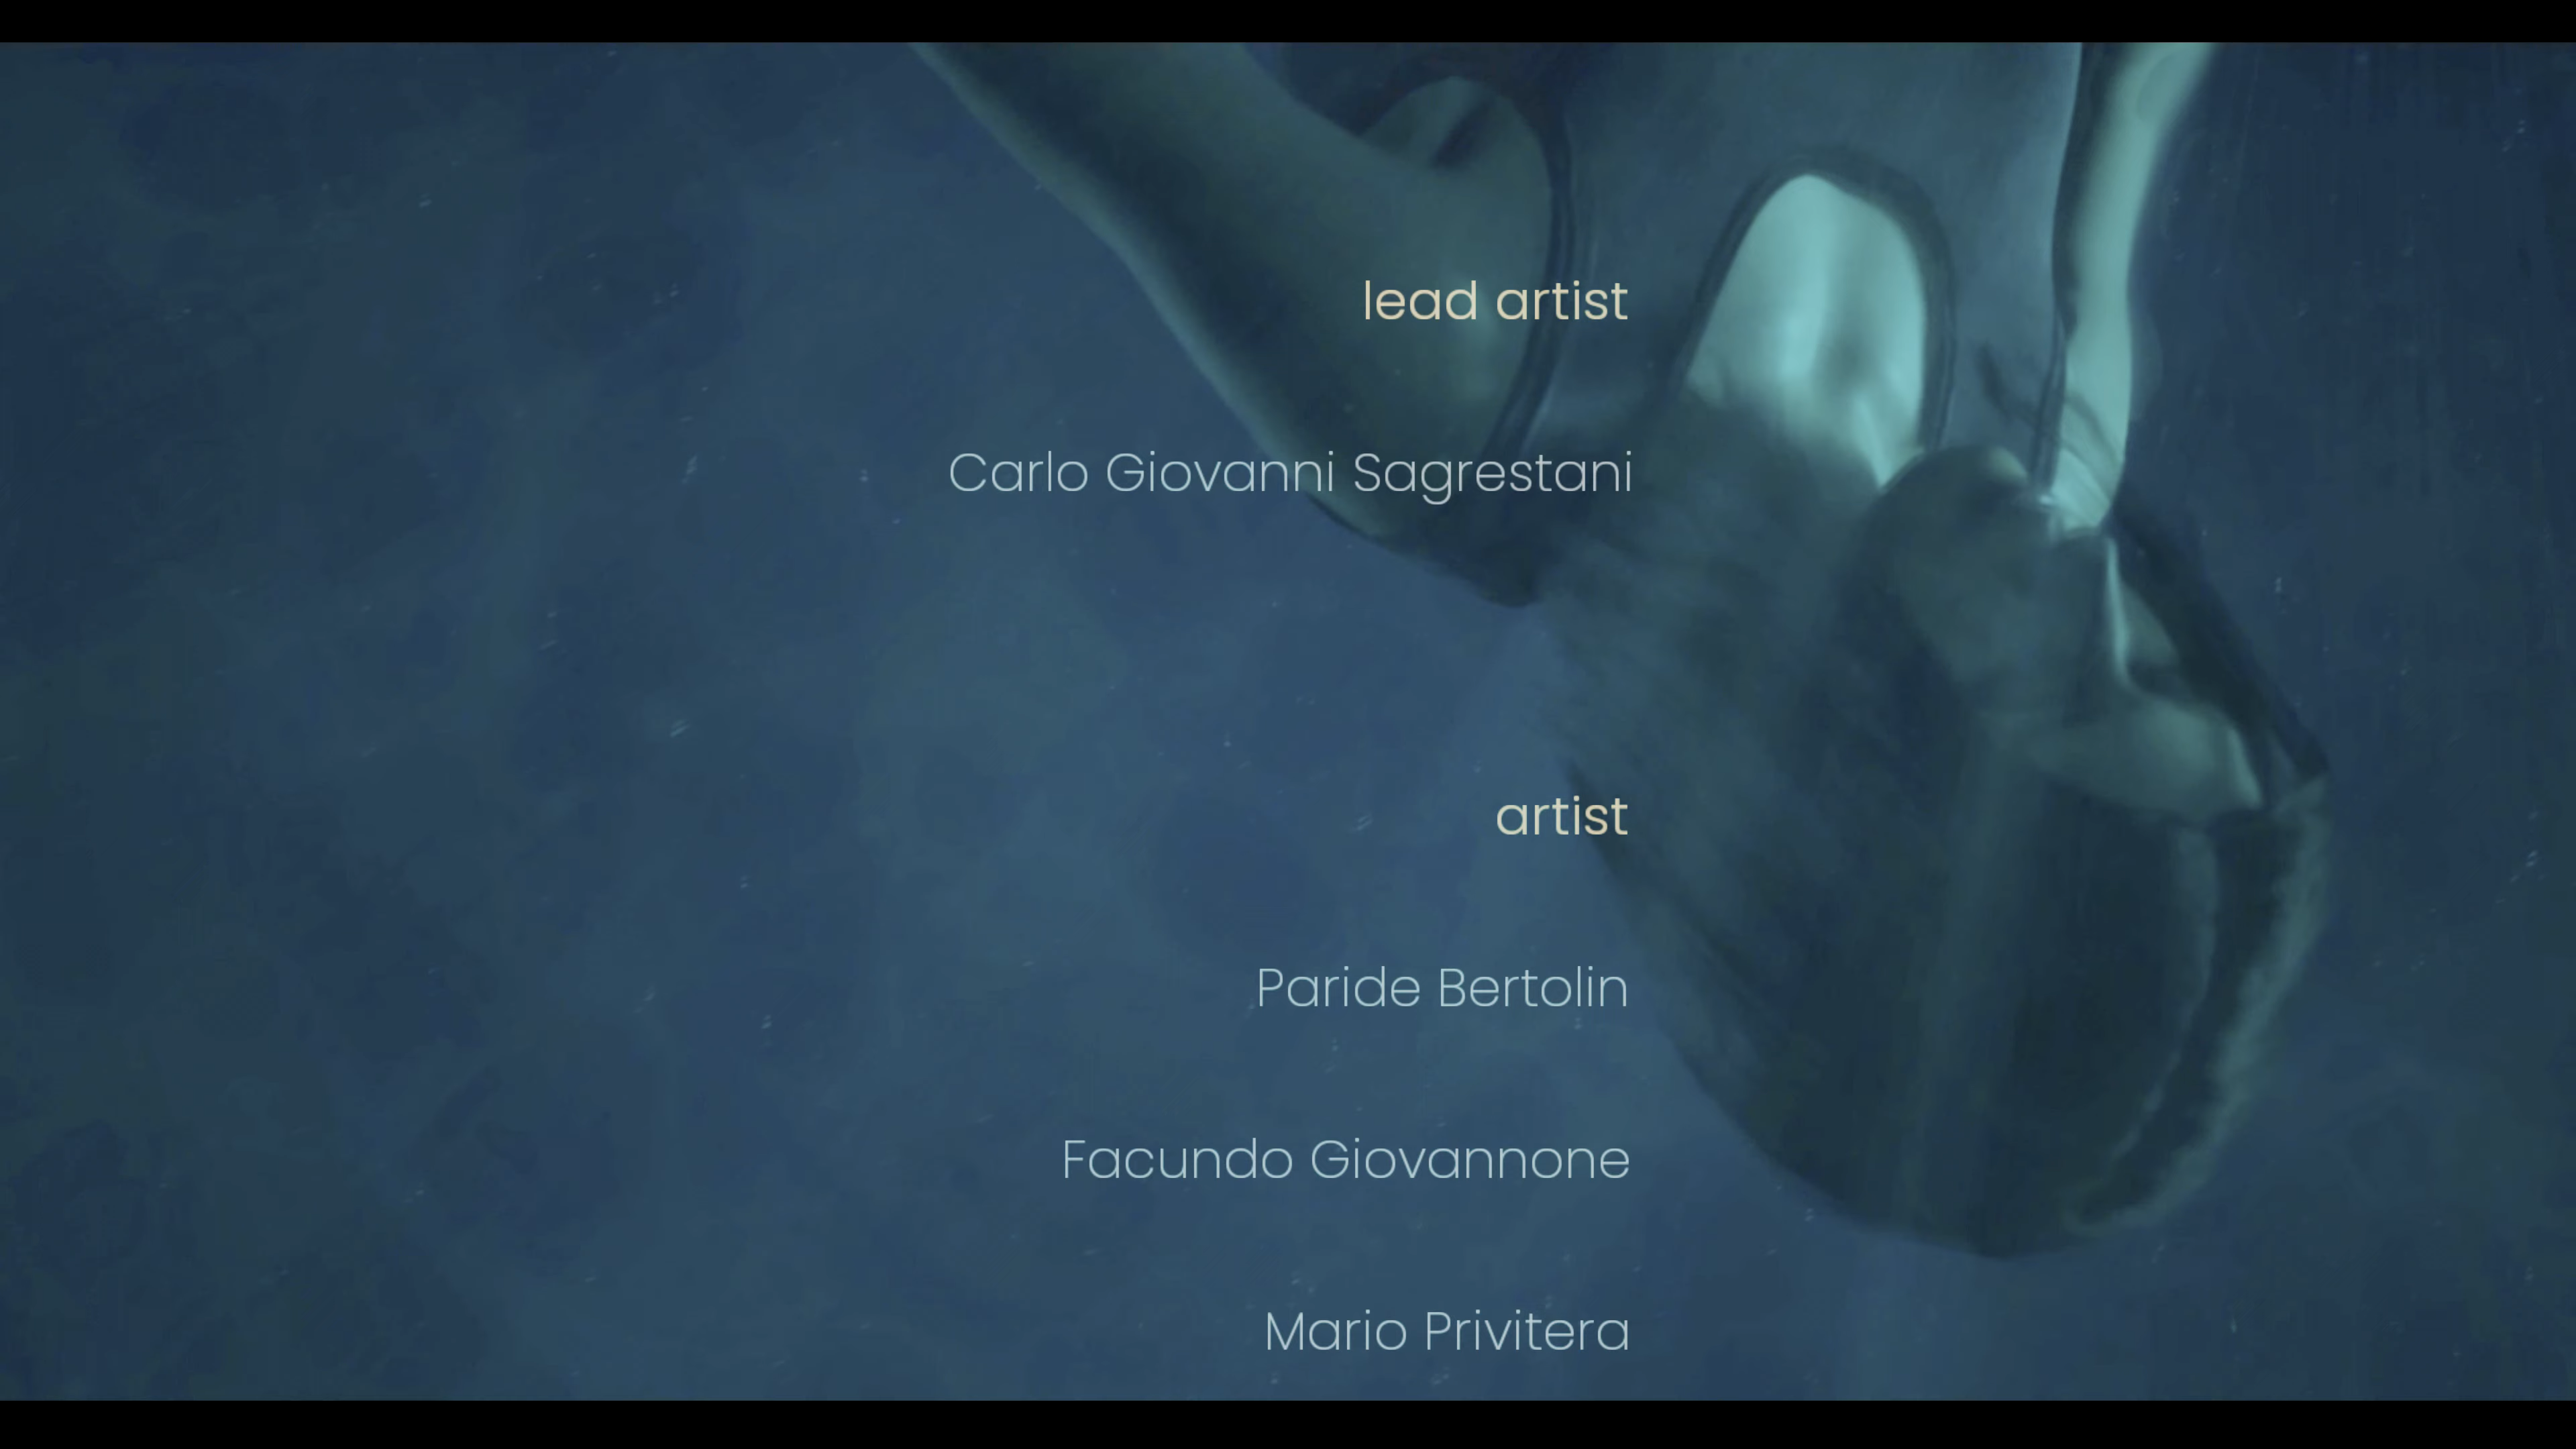 lead artist
Carlo Giovanni Sagrestani
artist
Paride Bertolin
Facundo Giovannone
Mario Privitera